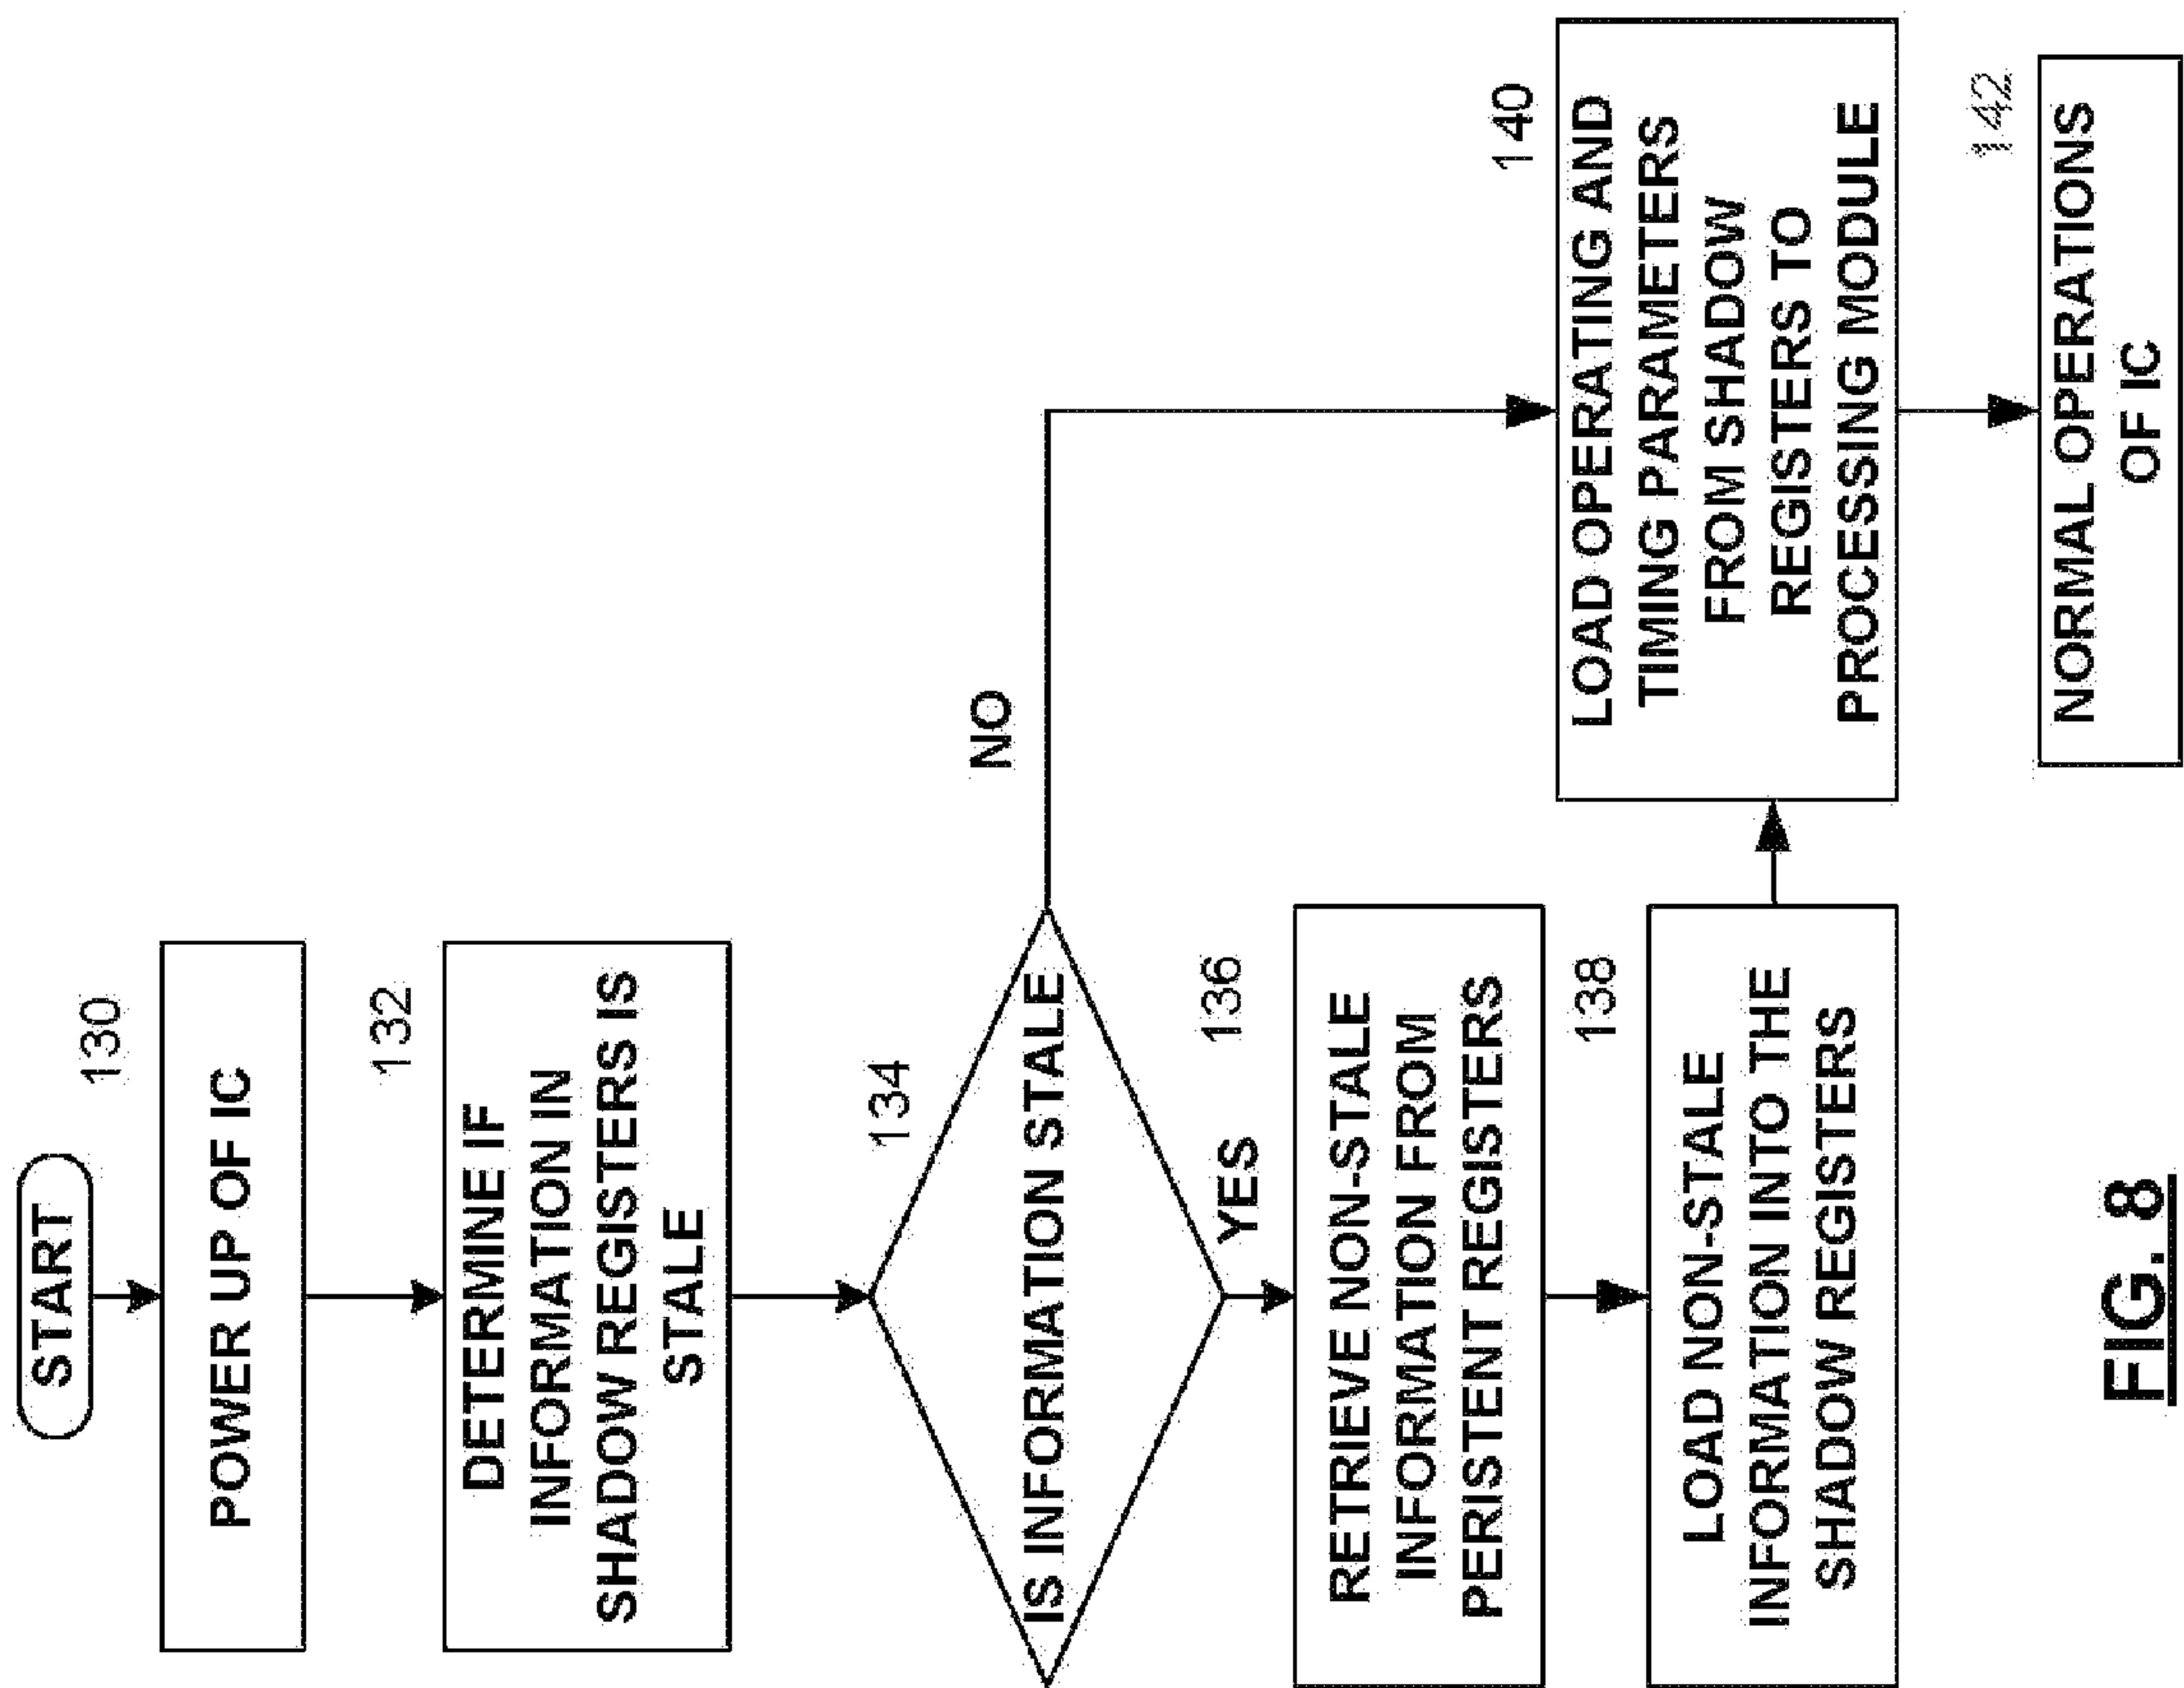 START
130
POWER UP OF IC
132
DETERMINE IF
INFORMATION IN
SHADOW REGISTERS IS
STALE
134
IS INFORMATION STALE
NO
YES
136
RETRIEVE NON-STALE
INFORMATION FROM
PERISTENT REGISTERS
138
LOAD NON-STALE
INFORMATION INTO THE
SHADOW REGISTERS
140
LOAD OPERATING AND
TIMING PARAMETERS
FROM SHADOW
REGISTERS TO
PROCESSING MODULE
142
NORMAL OPERATIONS
OF IC
FIG. 8